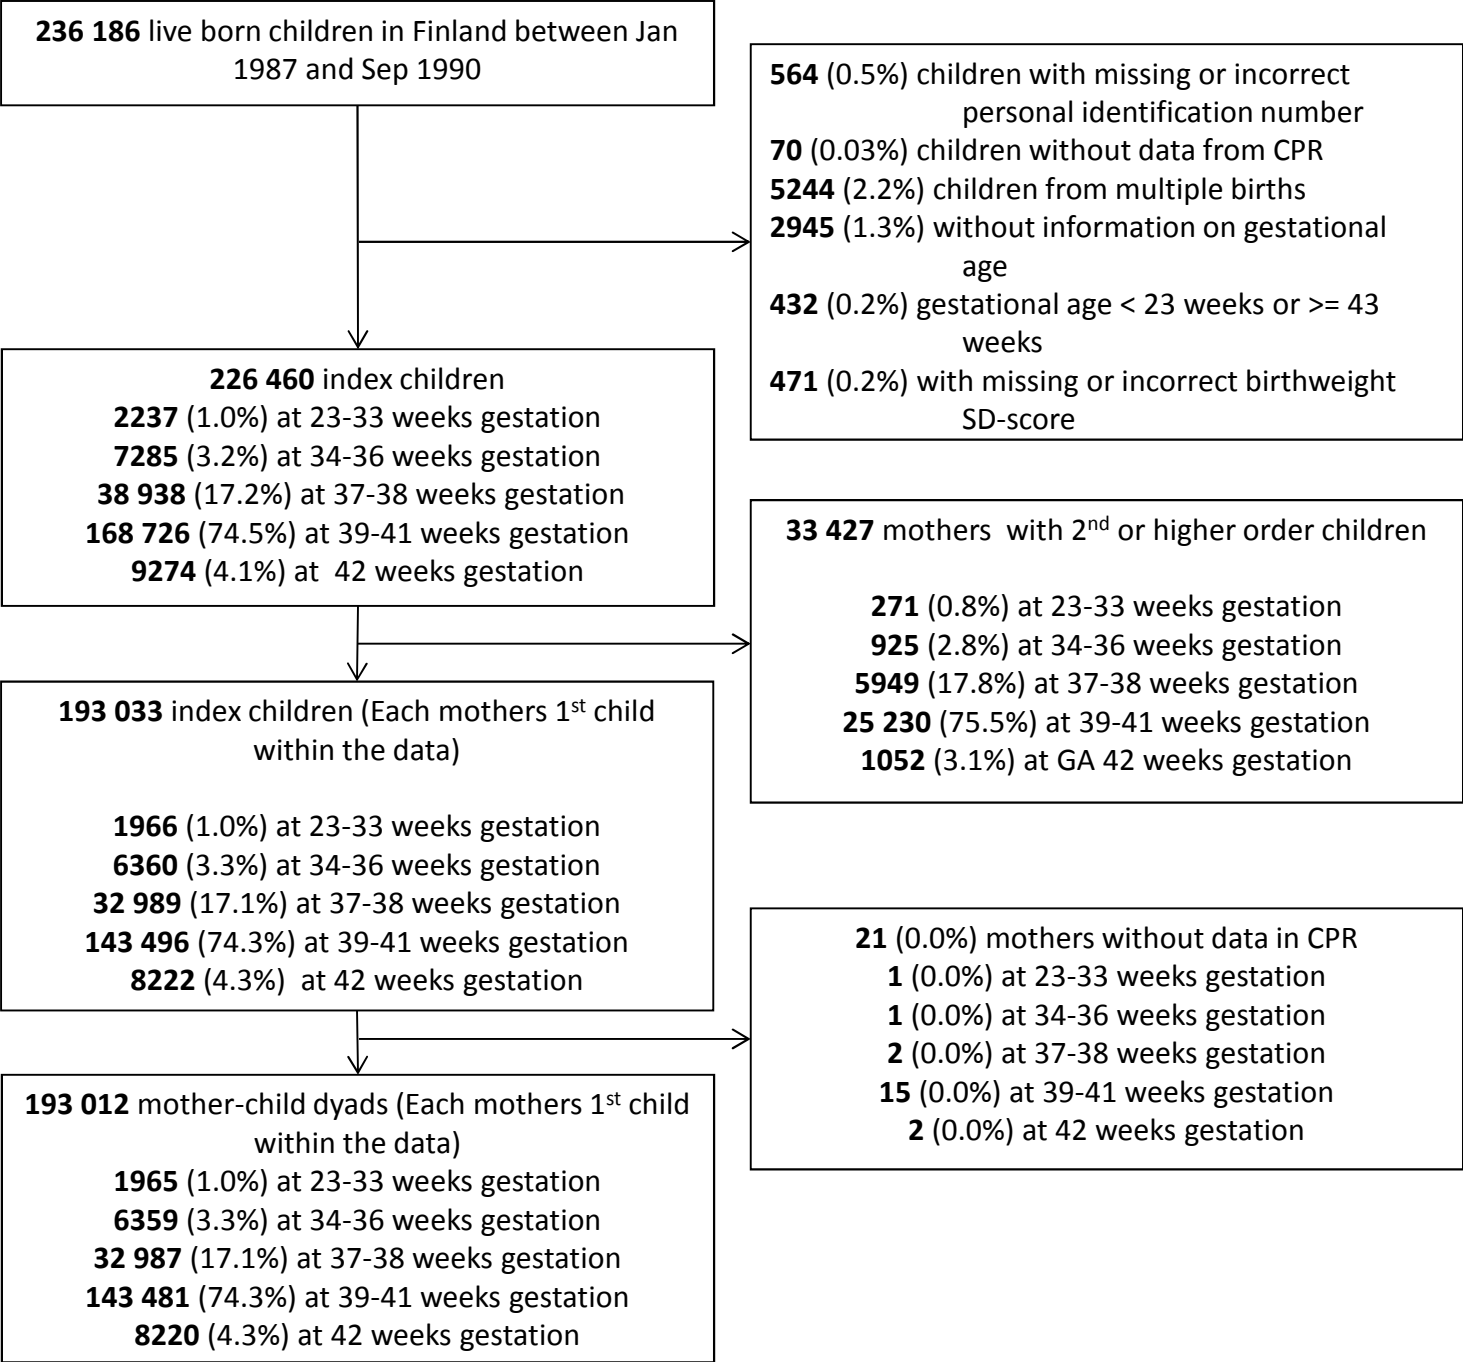 236 186 live born children in Finland between Jan
1987 and Sep 1990
564 (0.5%) children with missing or incorrect
personal identification number
70 (0.03%) children without data from CPR
5244 (2.2%) children from multiple births
2945 (1.3%) without information on gestational
age
432 (0.2%) gestational age < 23 weeks or >= 43
weeks
471 (0.2%) with missing or incorrect birthweight
SD-score
226 460 index children
2237 (1.0%) at 23-33 weeks gestation
7285 (3.2%) at 34-36 weeks gestation
38 938 (17.2%) at 37-38 weeks gestation
168 726 (74.5%) at 39-41 weeks gestation
9274 (4.1%) at 42 weeks gestation
33 427 mothers with 2nd or higher order children
271 (0.8%) at 23-33 weeks gestation
925 (2.8%) at 34-36 weeks gestation
5949 (17.8%) at 37-38 weeks gestation
25 230 (75.5%) at 39-41 weeks gestation
1052 (3.1%) at GA 42 weeks gestation
193 033 index children (Each mothers 1st child
within the data)
1966 (1.0%) at 23-33 weeks gestation
6360 (3.3%) at 34-36 weeks gestation
32 989 (17.1%) at 37-38 weeks gestation
143 496 (74.3%) at 39-41 weeks gestation
8222 (4.3%) at 42 weeks gestation
21 (0.0%) mothers without data in CPR
1 (0.0%) at 23-33 weeks gestation
1 (0.0%) at 34-36 weeks gestation
2 (0.0%) at 37-38 weeks gestation
15 (0.0%) at 39-41 weeks gestation
2 (0.0%) at 42 weeks gestation
193 012 mother-child dyads (Each mothers 1st child
within the data)
1965 (1.0%) at 23-33 weeks gestation
6359 (3.3%) at 34-36 weeks gestation
32 987 (17.1%) at 37-38 weeks gestation
143 481 (74.3%) at 39-41 weeks gestation
8220 (4.3%) at 42 weeks gestation